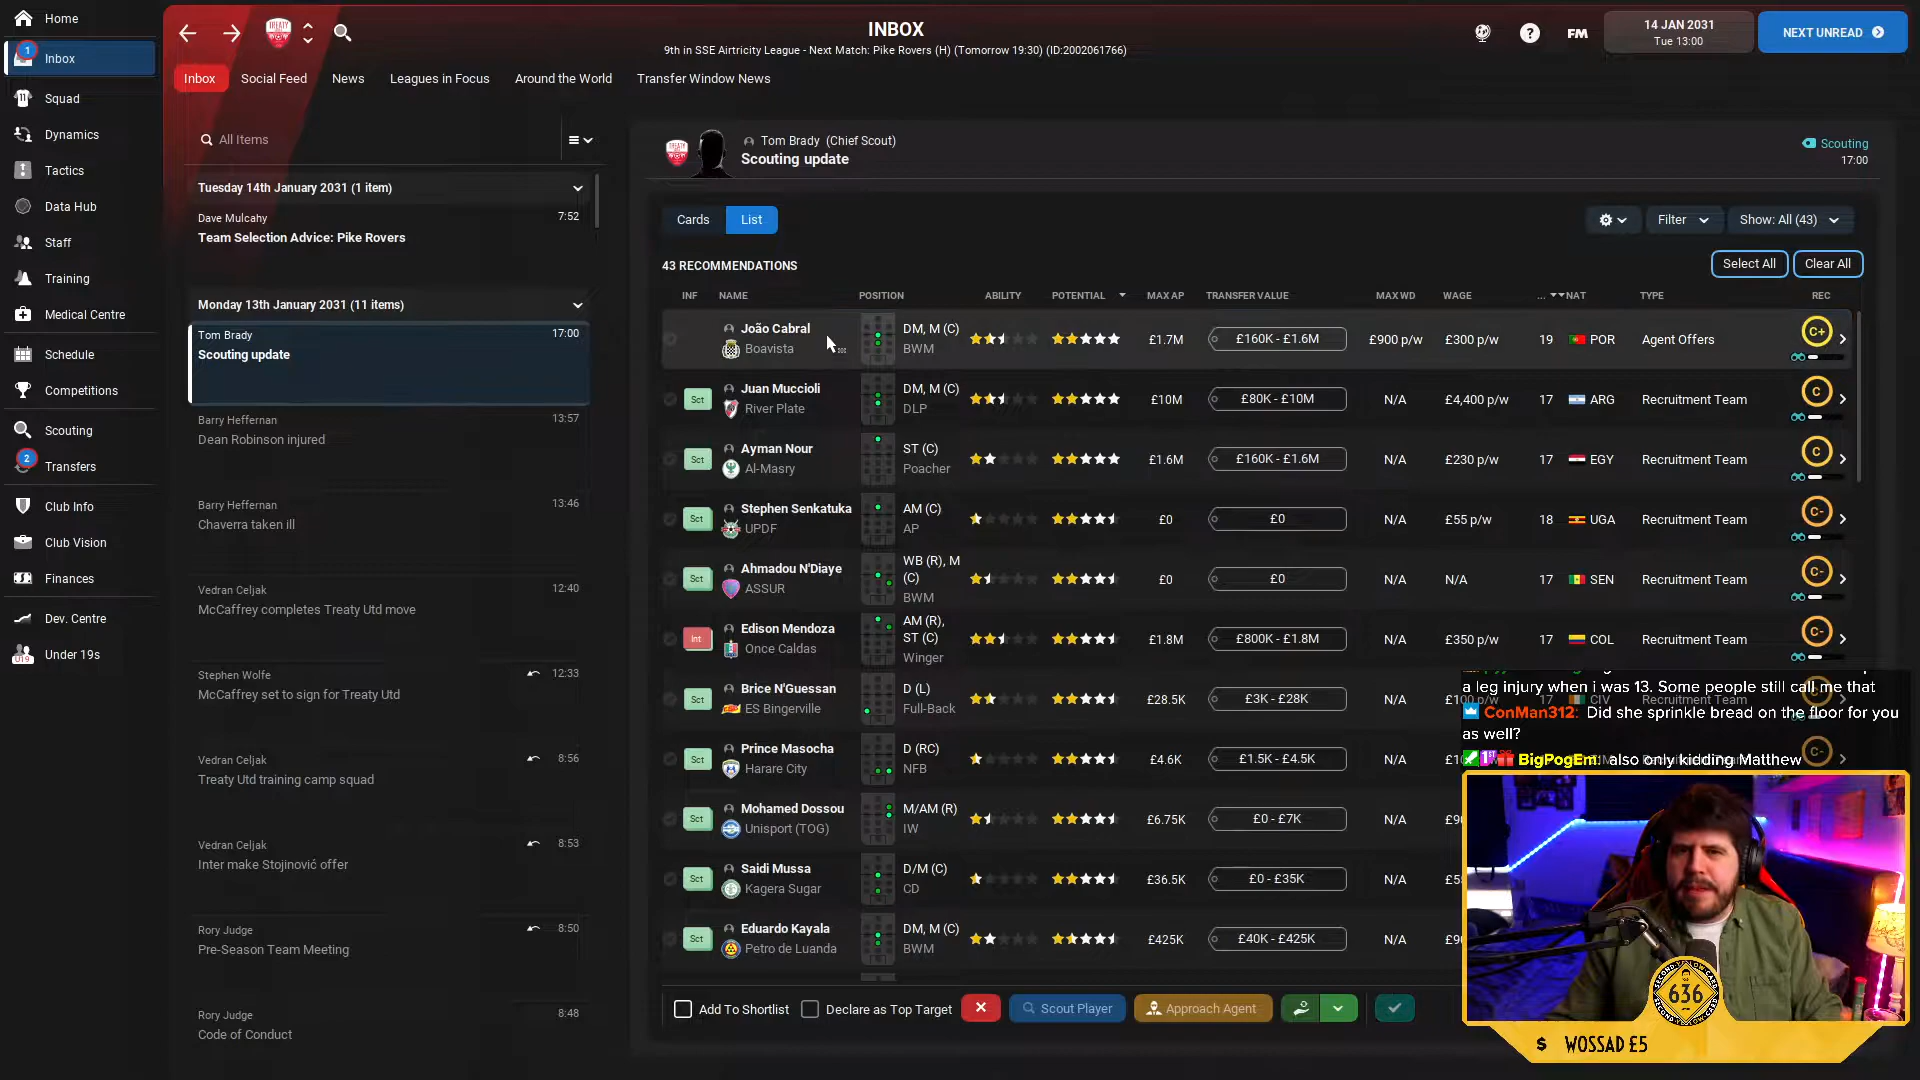 Home
1
Inbox
Squad
Dynamics
Tactics
Data Hub
Staff
Training
Medical Centre
Schedule
Competitions
Scouting
2
Transfers
Club Info
Club Vision
Finances
Dev. Centre
Under 19s
INBOX
9th in SSE Airtricity League - Next Match: Pike Rovers (H) (Tomorrow 19:30) (ID:2002061766)
FM
14 JAN 2031
Tue 13:00
NEXT UNREAD
Inbox Social Feed News Leagues in Focus Around the World Transfer Window News
All Items
Tuesday 14th January 2031 (1 item)
Dave Mulcahy 7:52
Team Selection Advice: Pike Rovers
Monday 13th January 2031 (11 items)
Tom Brady 17:00
Scouting update
Barry Heffernan 13:57
Dean Robinson injured
Barry Heffernan 13:46
Chaverra taken ill
Vedran Celjak 12:40
McCaffrey completes Treaty Utd move
Stephen Wolfe 12:33
McCaffrey set to sign for Treaty Utd
Vedran Celjak 8:56
Treaty Utd training camp squad
Vedran Celjak 8:53
Inter make Stojinović offer
Rory Judge 8:50
Pre-Season Team Meeting
Rory Judge 8:48
Code of Conduct
Tom Brady (Chief Scout)
Scouting update
Scouting
17:00
Cards List
Filter
Show: All (43)
43 RECOMMENDATIONS
Select All Clear All
INF NAME POSITION ABILITY POTENTIAL MAX AP TRANSFER VALUE MAX WD WAGE ... NAT TYPE REC
João Cabral Boavista DM, M (C) BWM £1.7M £160K - £1.6M £900 p/w £300 p/w 19 POR Agent Offers C+
Sct Juan Muccioli River Plate DM, M (C) DLP £10M £80K - £10M N/A £4,400 p/w 17 ARG Recruitment Team C
Sct Ayman Nour Al-Masry ST (C) Poacher £1.6M £160K - £1.6M N/A £230 p/w 17 EGY Recruitment Team C
Sct Stephen Senkatuka UPDF AM (C) AP £0 £0 N/A £55 p/w 18 UGA Recruitment Team C-
Sct Ahmadou N'Diaye ASSUR WB (R), M (C) BWM £0 £0 N/A N/A 17 SEN Recruitment Team C-
Int Edison Mendoza Once Caldas AM (R), ST (C) Winger £1.8M £800K - £1.8M N/A £350 p/w 17 COL Recruitment Team C-
Sct Brice N'Guessan ES Bingerville D (L) Full-Back £28.5K £3K - £28K N/A 17 CIV Recruitment Team C-
Sct Prince Masocha Harare City D (RC) NFB £4.6K £1.5K - £4.5K N/A C-
Sct Mohamed Dossou Unisport (TOG) M/AM (R) IW £6.75K £0 - £7K N/A
Sct Saidi Mussa Kagera Sugar D/M (C) CD £36.5K £0 - £35K N/A
Sct Eduardo Kayala Petro de Luanda DM, M (C) BWM £425K £40K - £425K N/A
a leg injury when i was 13. Some people still call me that
ConMan312: Did she sprinkle bread on the floor for you
as well?
1ST BigPogEm: also only kidding Matthew
Add To Shortlist Declare as Top Target Scout Player Approach Agent
636
$ WOSSAD £5